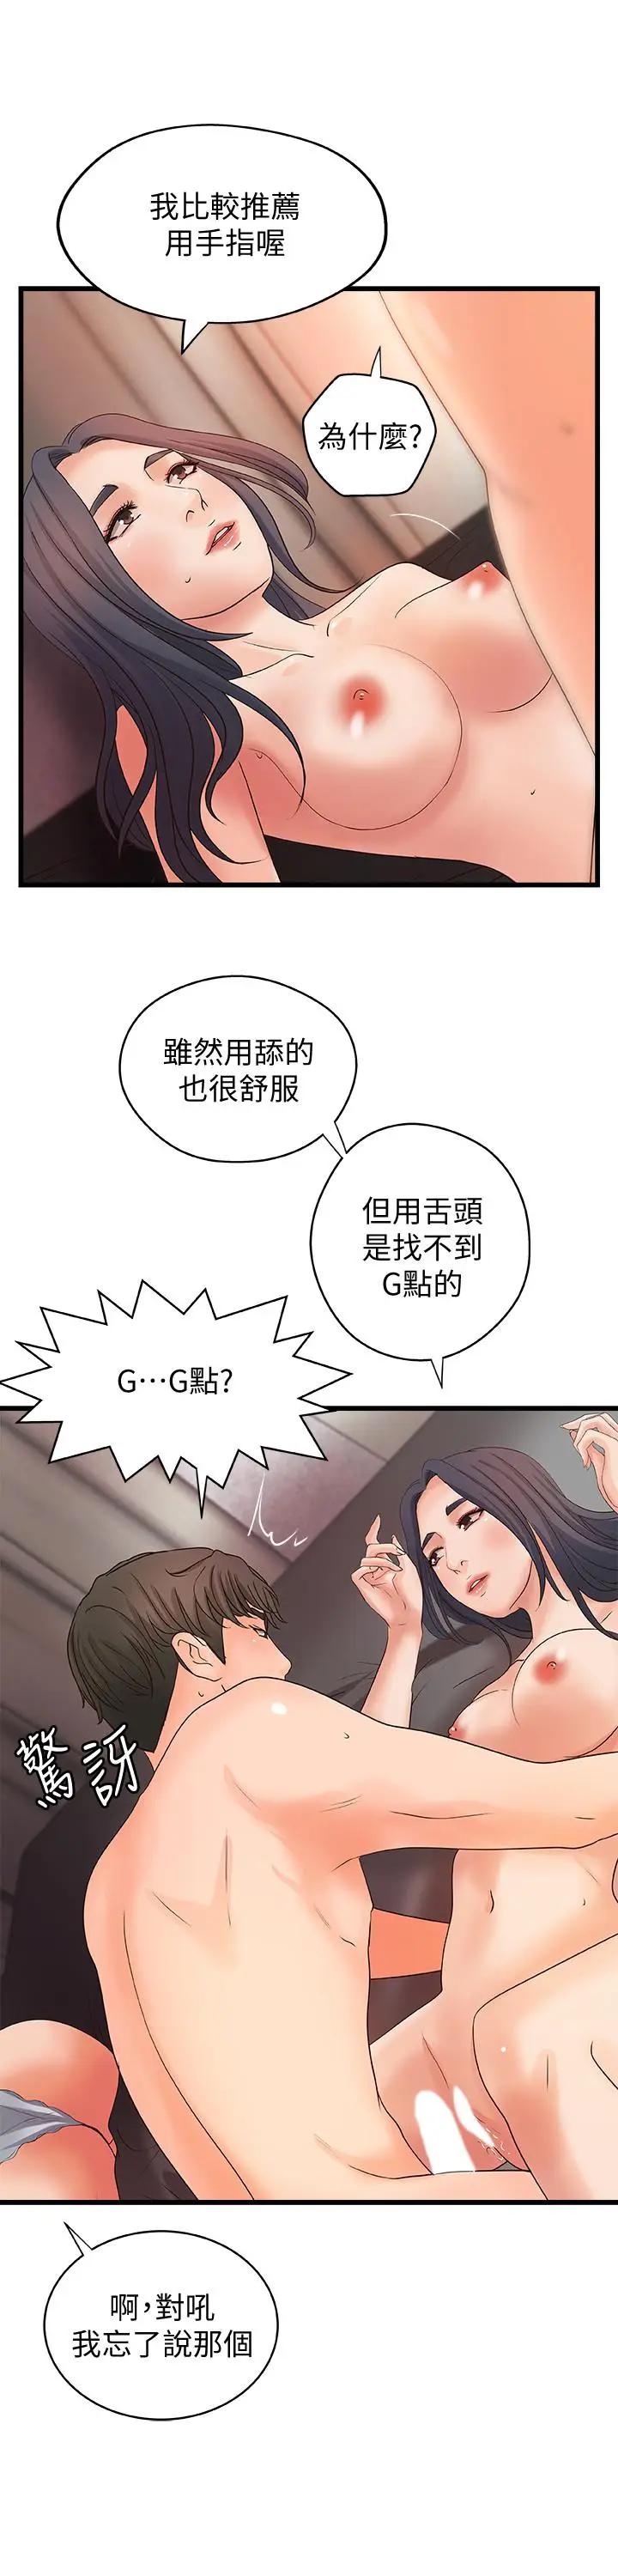 我比較推薦
用手指喔
為什麼?
雖然用舔的
也很舒服
但用舌頭
是找不到
G點的
G…G點?
驚訝
啊,對吼
我忘了說那個